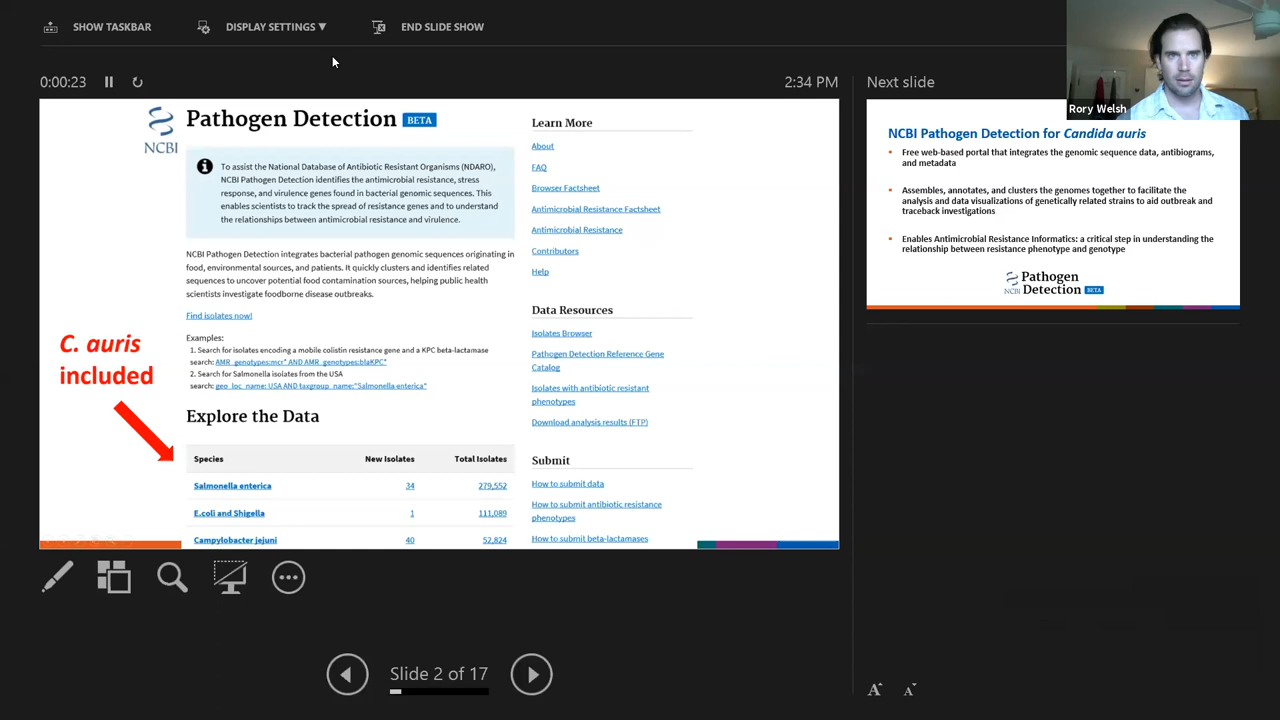 SHOW TASKBAR
DISPLAY SETTINGS ▼
END SLIDE SHOW
0:00:23
2:34 PM
NCBI
Pathogen Detection BETA
To assist the National Database of Antibiotic Resistant Organisms (NDARO),
NCBI Pathogen Detection identifies the antimicrobial resistance, stress
response, and virulence genes found in bacterial genomic sequences. This
enables scientists to track the spread of resistance genes and to understand
the relationships between antimicrobial resistance and virulence.
NCBI Pathogen Detection integrates bacterial pathogen genomic sequences originating in
food, environmental sources, and patients. It quickly clusters and identifies related
sequences to uncover potential food contamination sources, helping public health
scientists investigate foodborne disease outbreaks.
Find isolates now!
Examples:
1. Search for isolates encoding a mobile colistin resistance gene and a KPC beta-lactamase
search: AMR_genotypes:mcr* AND AMR_genotypes:blaKPC*
2. Search for Salmonella isolates from the USA
search: geo_loc_name: USA AND taxgroup_name:"Salmonella enterica"
C. auris
included
Explore the Data
Species New Isolates Total Isolates
Salmonella enterica 34 279,552
E.coli and Shigella 1 111,089
Campylobacter jejuni 40 52,824
Learn More
About
FAQ
Browser Factsheet
Antimicrobial Resistance Factsheet
Antimicrobial Resistance
Contributors
Help
Data Resources
Isolates Browser
Pathogen Detection Reference Gene
Catalog
Isolates with antibiotic resistant
phenotypes
Download analysis results (FTP)
Submit
How to submit data
How to submit antibiotic resistance
phenotypes
How to submit beta-lactamases
Slide 2 of 17
Next slide
Rory Welsh
NCBI Pathogen Detection for Candida auris
Free web-based portal that integrates the genomic sequence data, antibiograms,
and metadata
Assembles, annotates, and clusters the genomes together to facilitate the
analysis and data visualizations of genetically related strains to aid outbreak and
traceback investigations
Enables Antimicrobial Resistance Informatics: a critical step in understanding the
relationship between resistance phenotype and genotype
NCBI
Pathogen
Detection BETA
A A